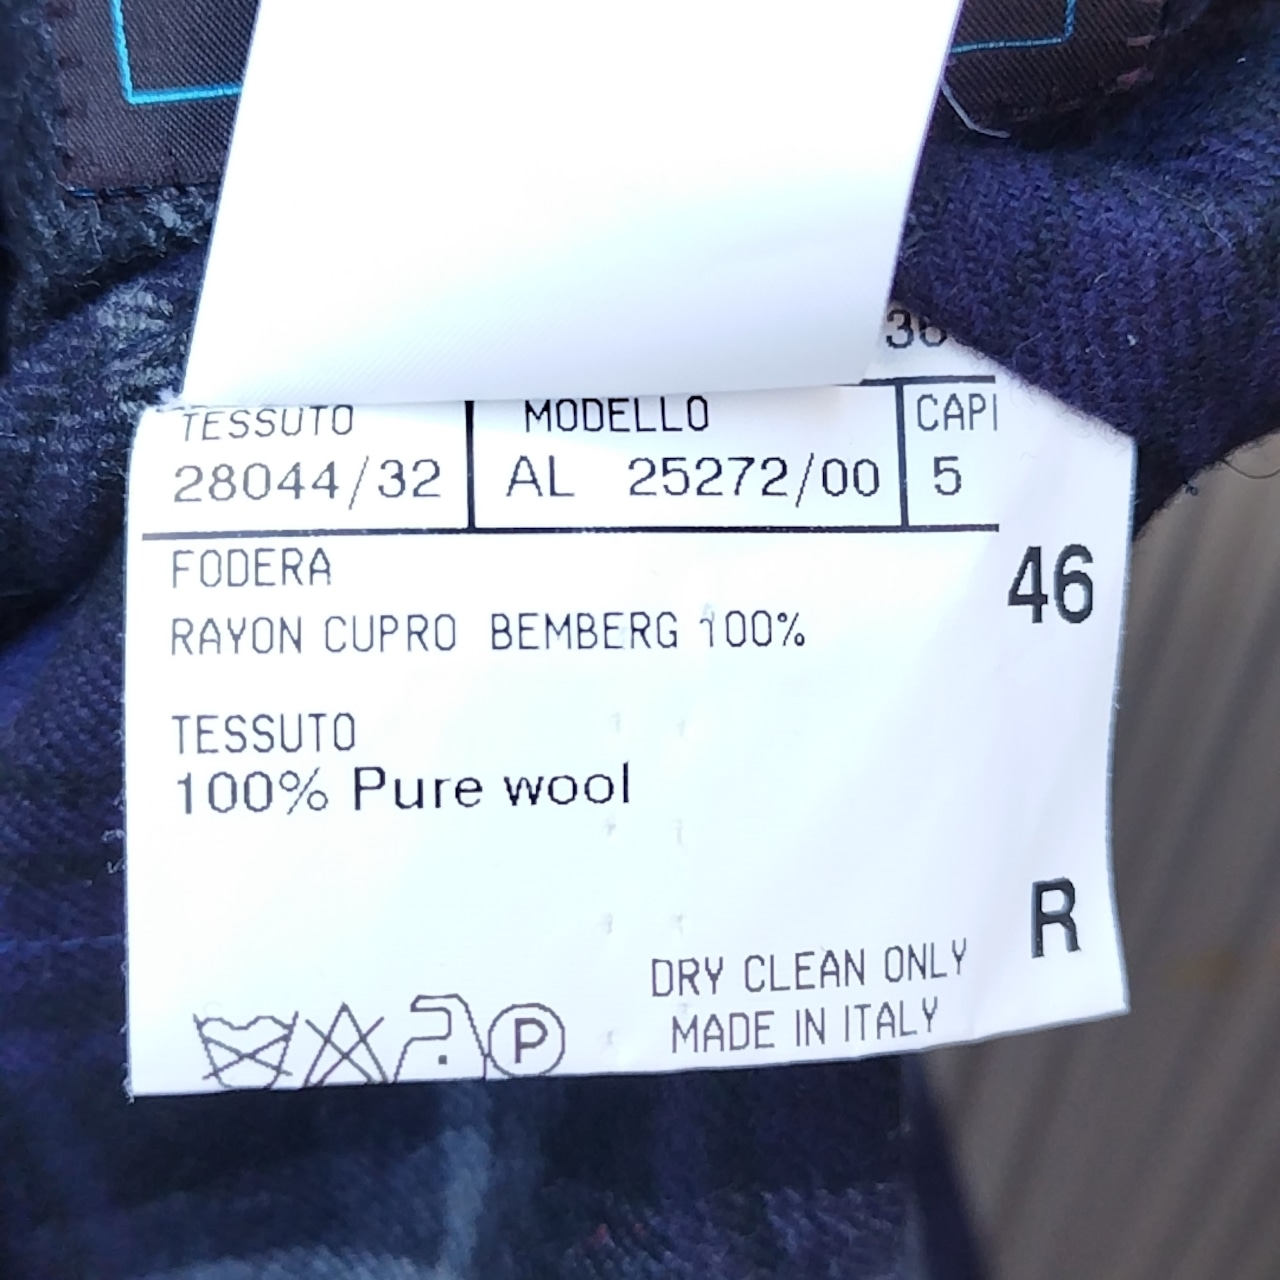 TESSUTO MODELLO CAPI
28044/32 AL 25272/00 5
FODERA
46
RAYON CUPRO BEMBERG 100%
TESSUTO
100% Pure wool
R
DRY CLEAN ONLY
MADE IN ITALY
P